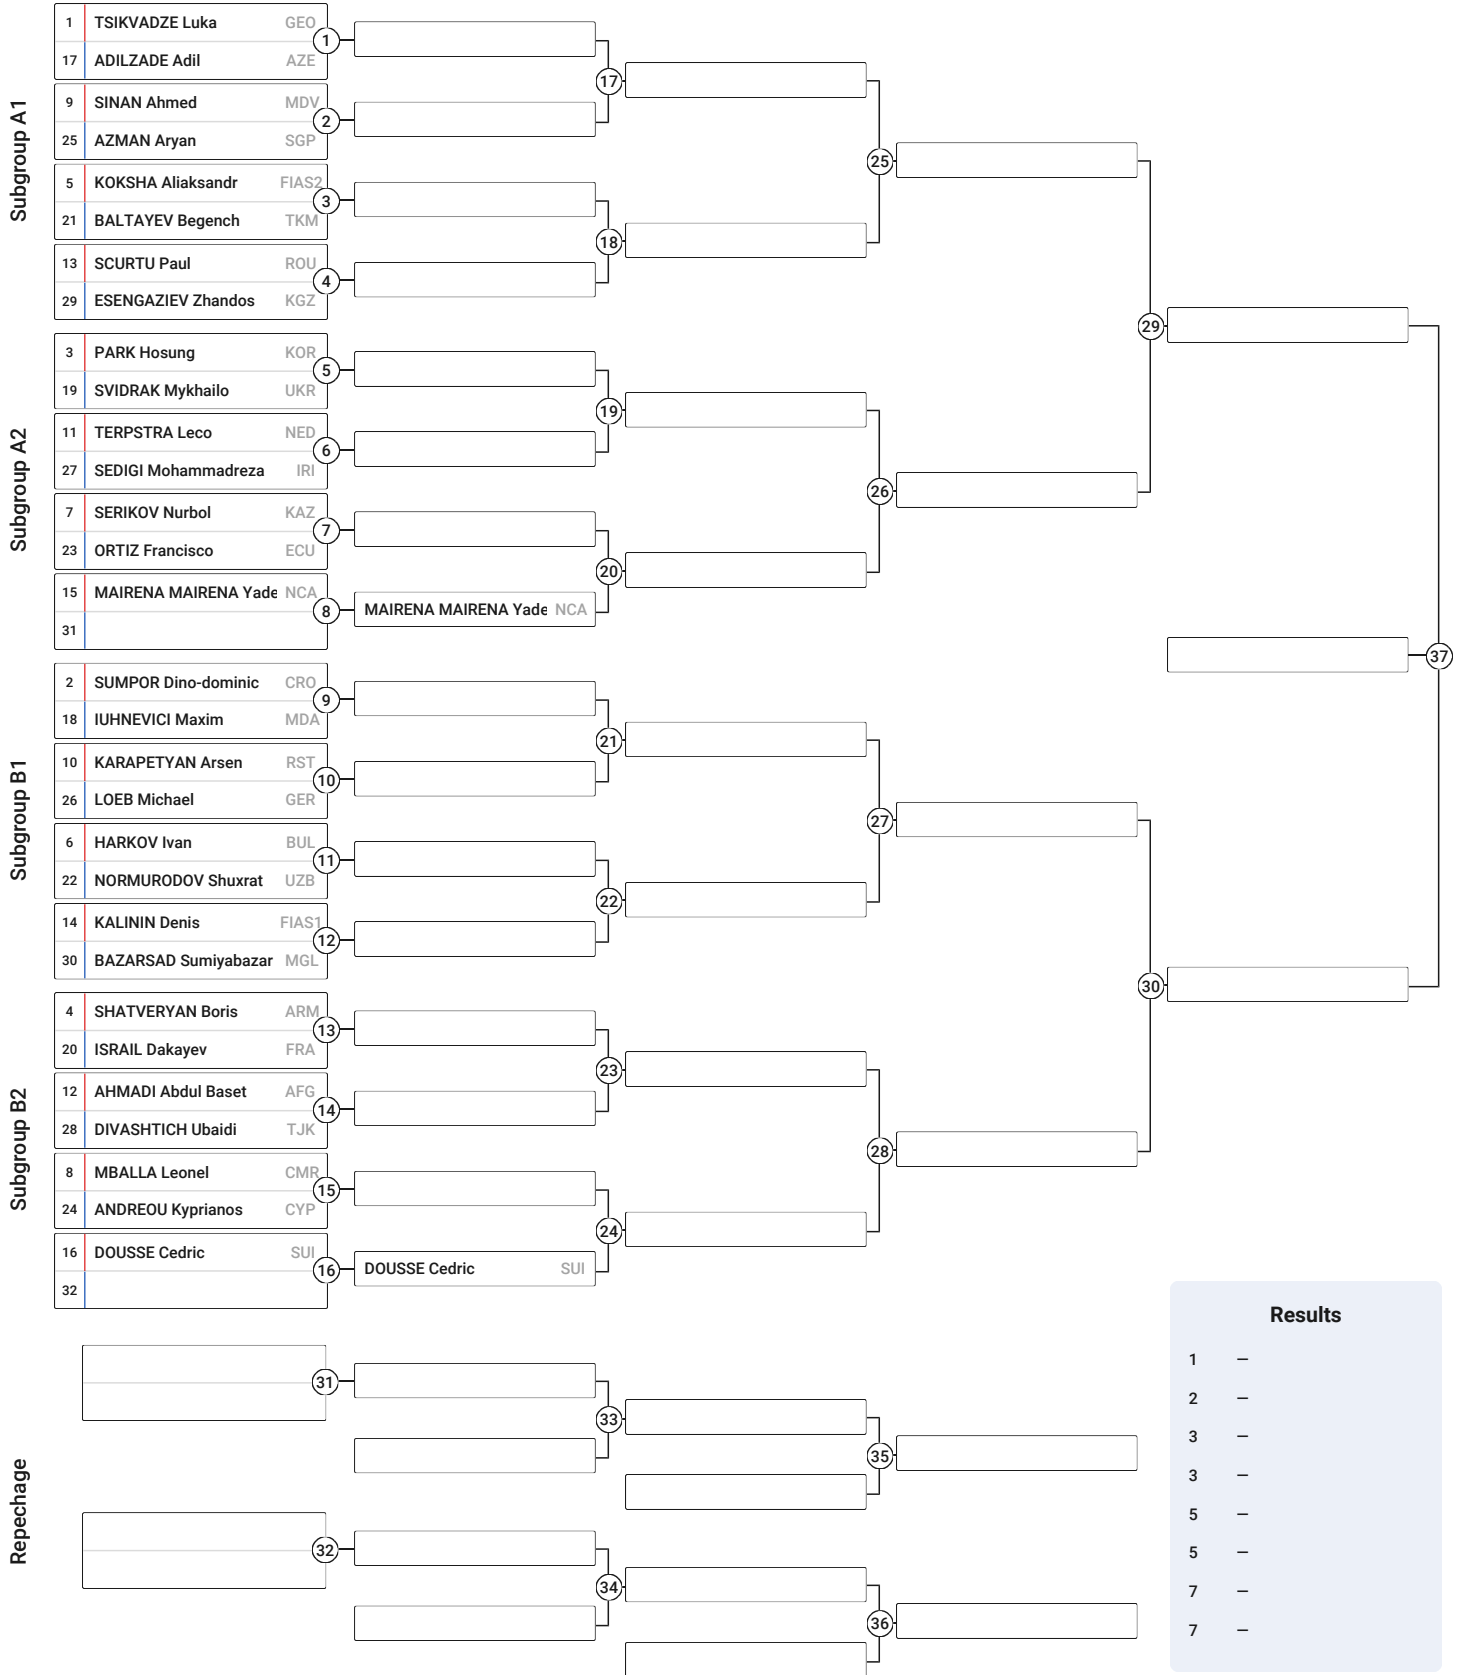 Subgroup A1
1 TSIKVADZE Luka GEO
17 ADILZADE Adil AZE
1
9 SINAN Ahmed MDV
25 AZMAN Aryan SGP
2
17
5 KOKSHA Aliaksandr FIAS2
21 BALTAYEV Begench TKM
3
13 SCURTU Paul ROU
29 ESENGAZIEV Zhandos KGZ
4
18
25
Subgroup A2
3 PARK Hosung KOR
19 SVIDRAK Mykhailo UKR
5
11 TERPSTRA Leco NED
27 SEDIGI Mohammadreza IRI
6
19
7 SERIKOV Nurbol KAZ
23 ORTIZ Francisco ECU
7
15 MAIRENA MAIRENA Yade NCA
31
8
MAIRENA MAIRENA Yade NCA
20
26
29
Subgroup B1
2 SUMPOR Dino-dominic CRO
18 IUHNEVICI Maxim MDA
9
10 KARAPETYAN Arsen RST
26 LOEB Michael GER
10
21
6 HARKOV Ivan BUL
22 NORMURODOV Shuxrat UZB
11
14 KALININ Denis FIAS1
30 BAZARSAD Sumiyabazar MGL
12
22
27
Subgroup B2
4 SHATVERYAN Boris ARM
20 ISRAIL Dakayev FRA
13
12 AHMADI Abdul Baset AFG
28 DIVASHTICH Ubaidi TJK
14
23
8 MBALLA Leonel CMR
24 ANDREOU Kyprianos CYP
15
16 DOUSSE Cedric SUI
32
16
DOUSSE Cedric SUI
24
28
30
37
Repechage
31
33
35
32
34
36
Results
1 –
2 –
3 –
3 –
5 –
5 –
7 –
7 –